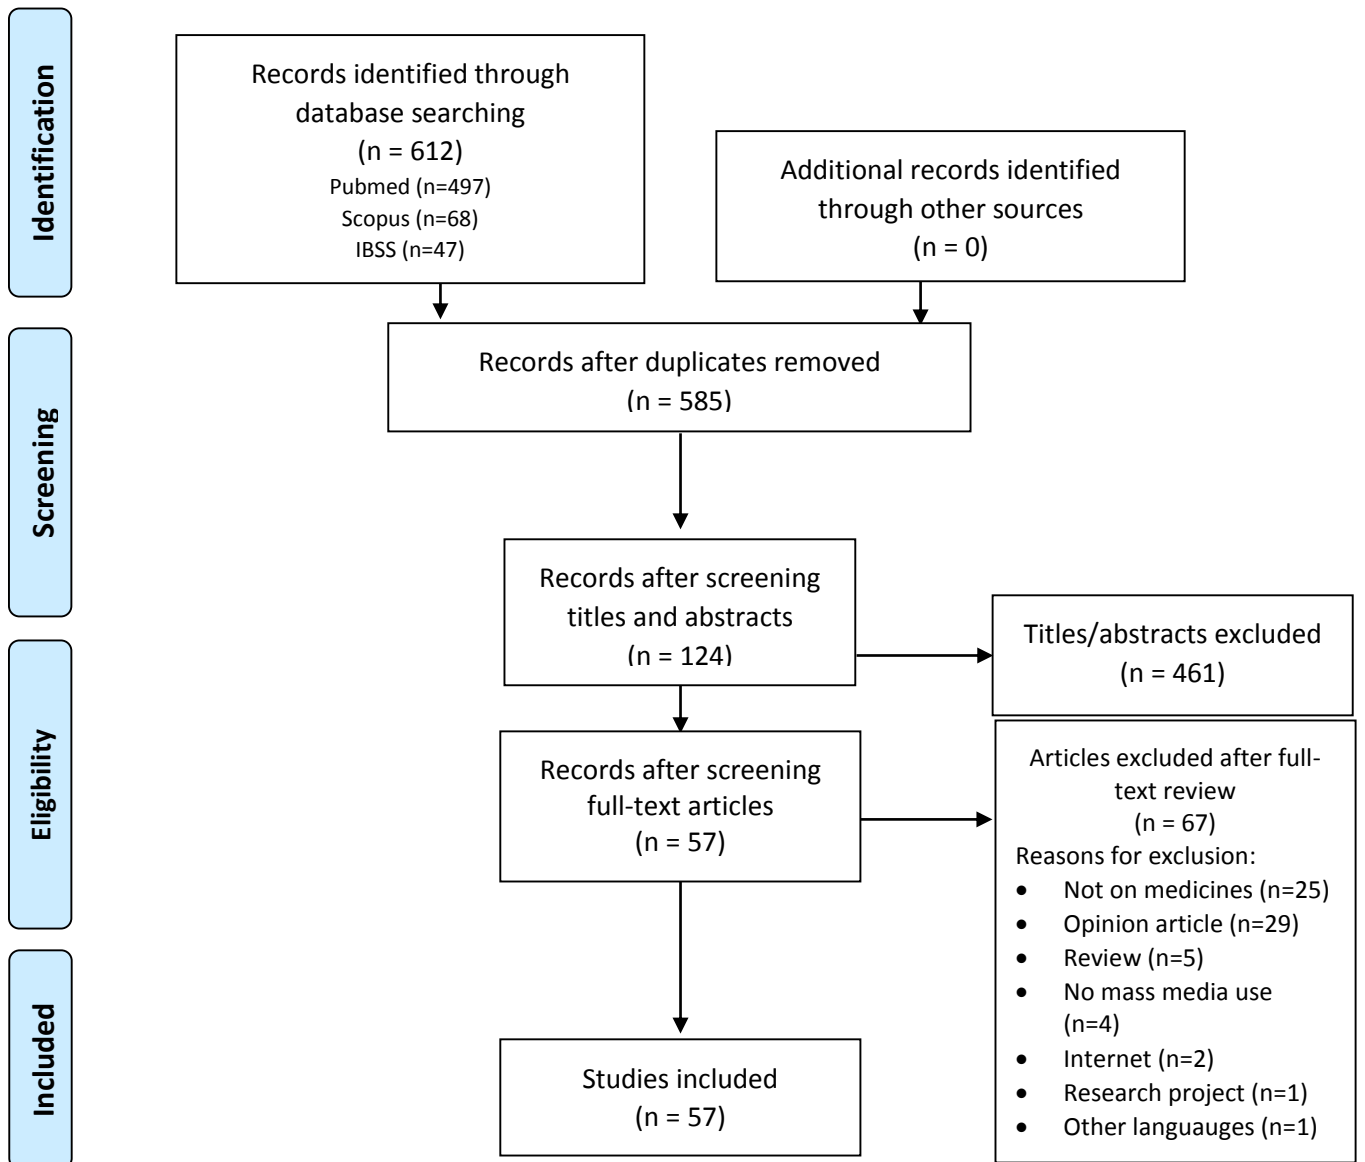 Identification
Records identified through
database searching
(n = 612)
Pubmed (n=497)
Scopus (n=68)
IBSS (n=47)
Additional records identified
through other sources
(n = 0)
Screening
Records after duplicates removed
(n = 585)
Records after screening
titles and abstracts
(n = 124)
Titles/abstracts excluded
(n = 461)
Eligibility
Records after screening
full-text articles
(n = 57)
Articles excluded after full-
text review
(n = 67)
Reasons for exclusion:
• Not on medicines (n=25)
• Opinion article (n=29)
• Review (n=5)
• No mass media use
(n=4)
• Internet (n=2)
• Research project (n=1)
• Other languauges (n=1)
Included
Studies included
(n = 57)